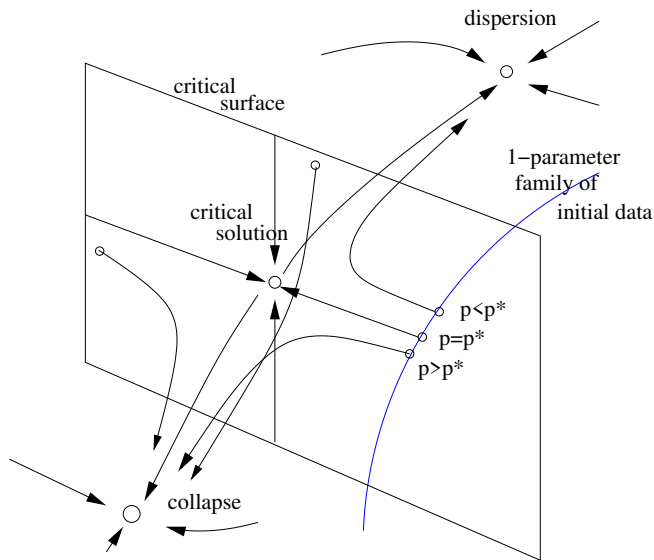 dispersion
critical
surface
1−parameter
family of
initial data
critical
solution
p<p*
p=p*
p>p*
collapse